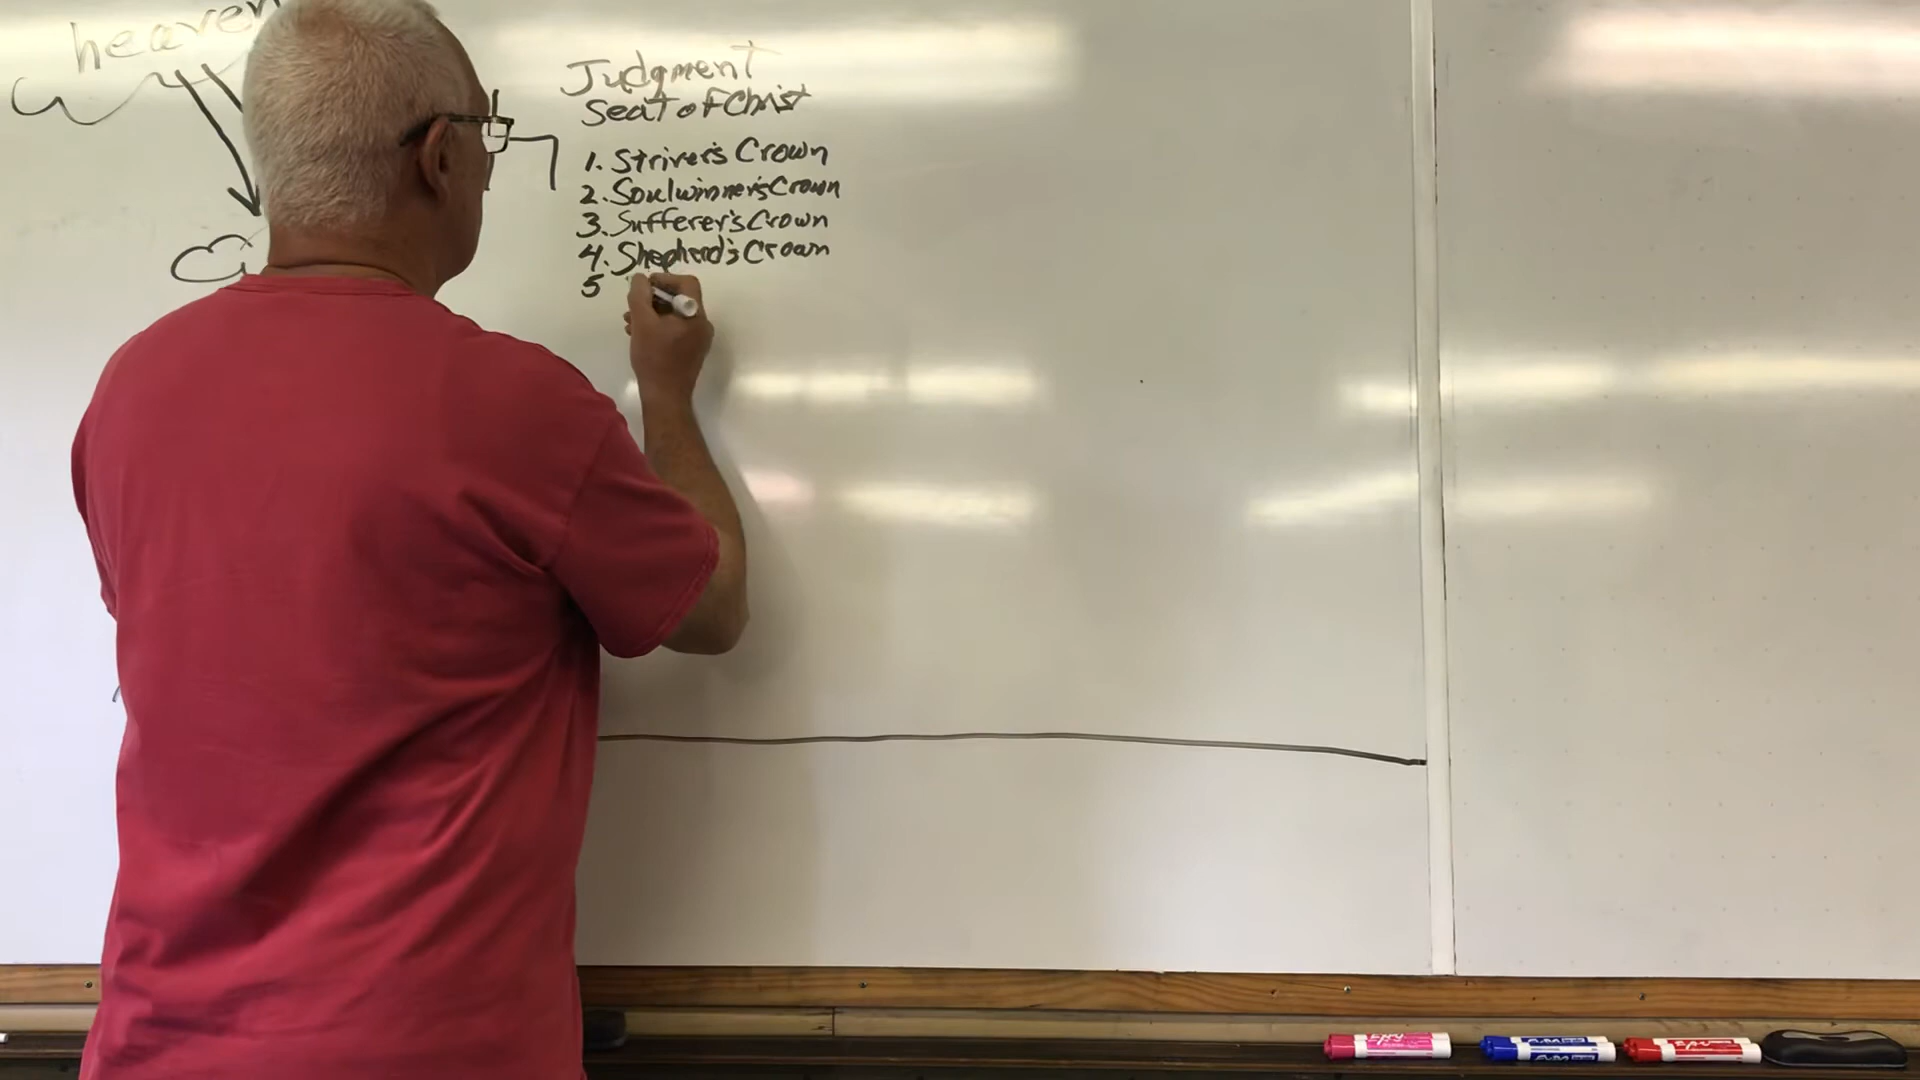 heaven
Judgment
Seat of Christ
1. Striver's Crown
2. Soulwinner's Crown
3. Sufferer's Crown
4. Shepherd's Crown
5